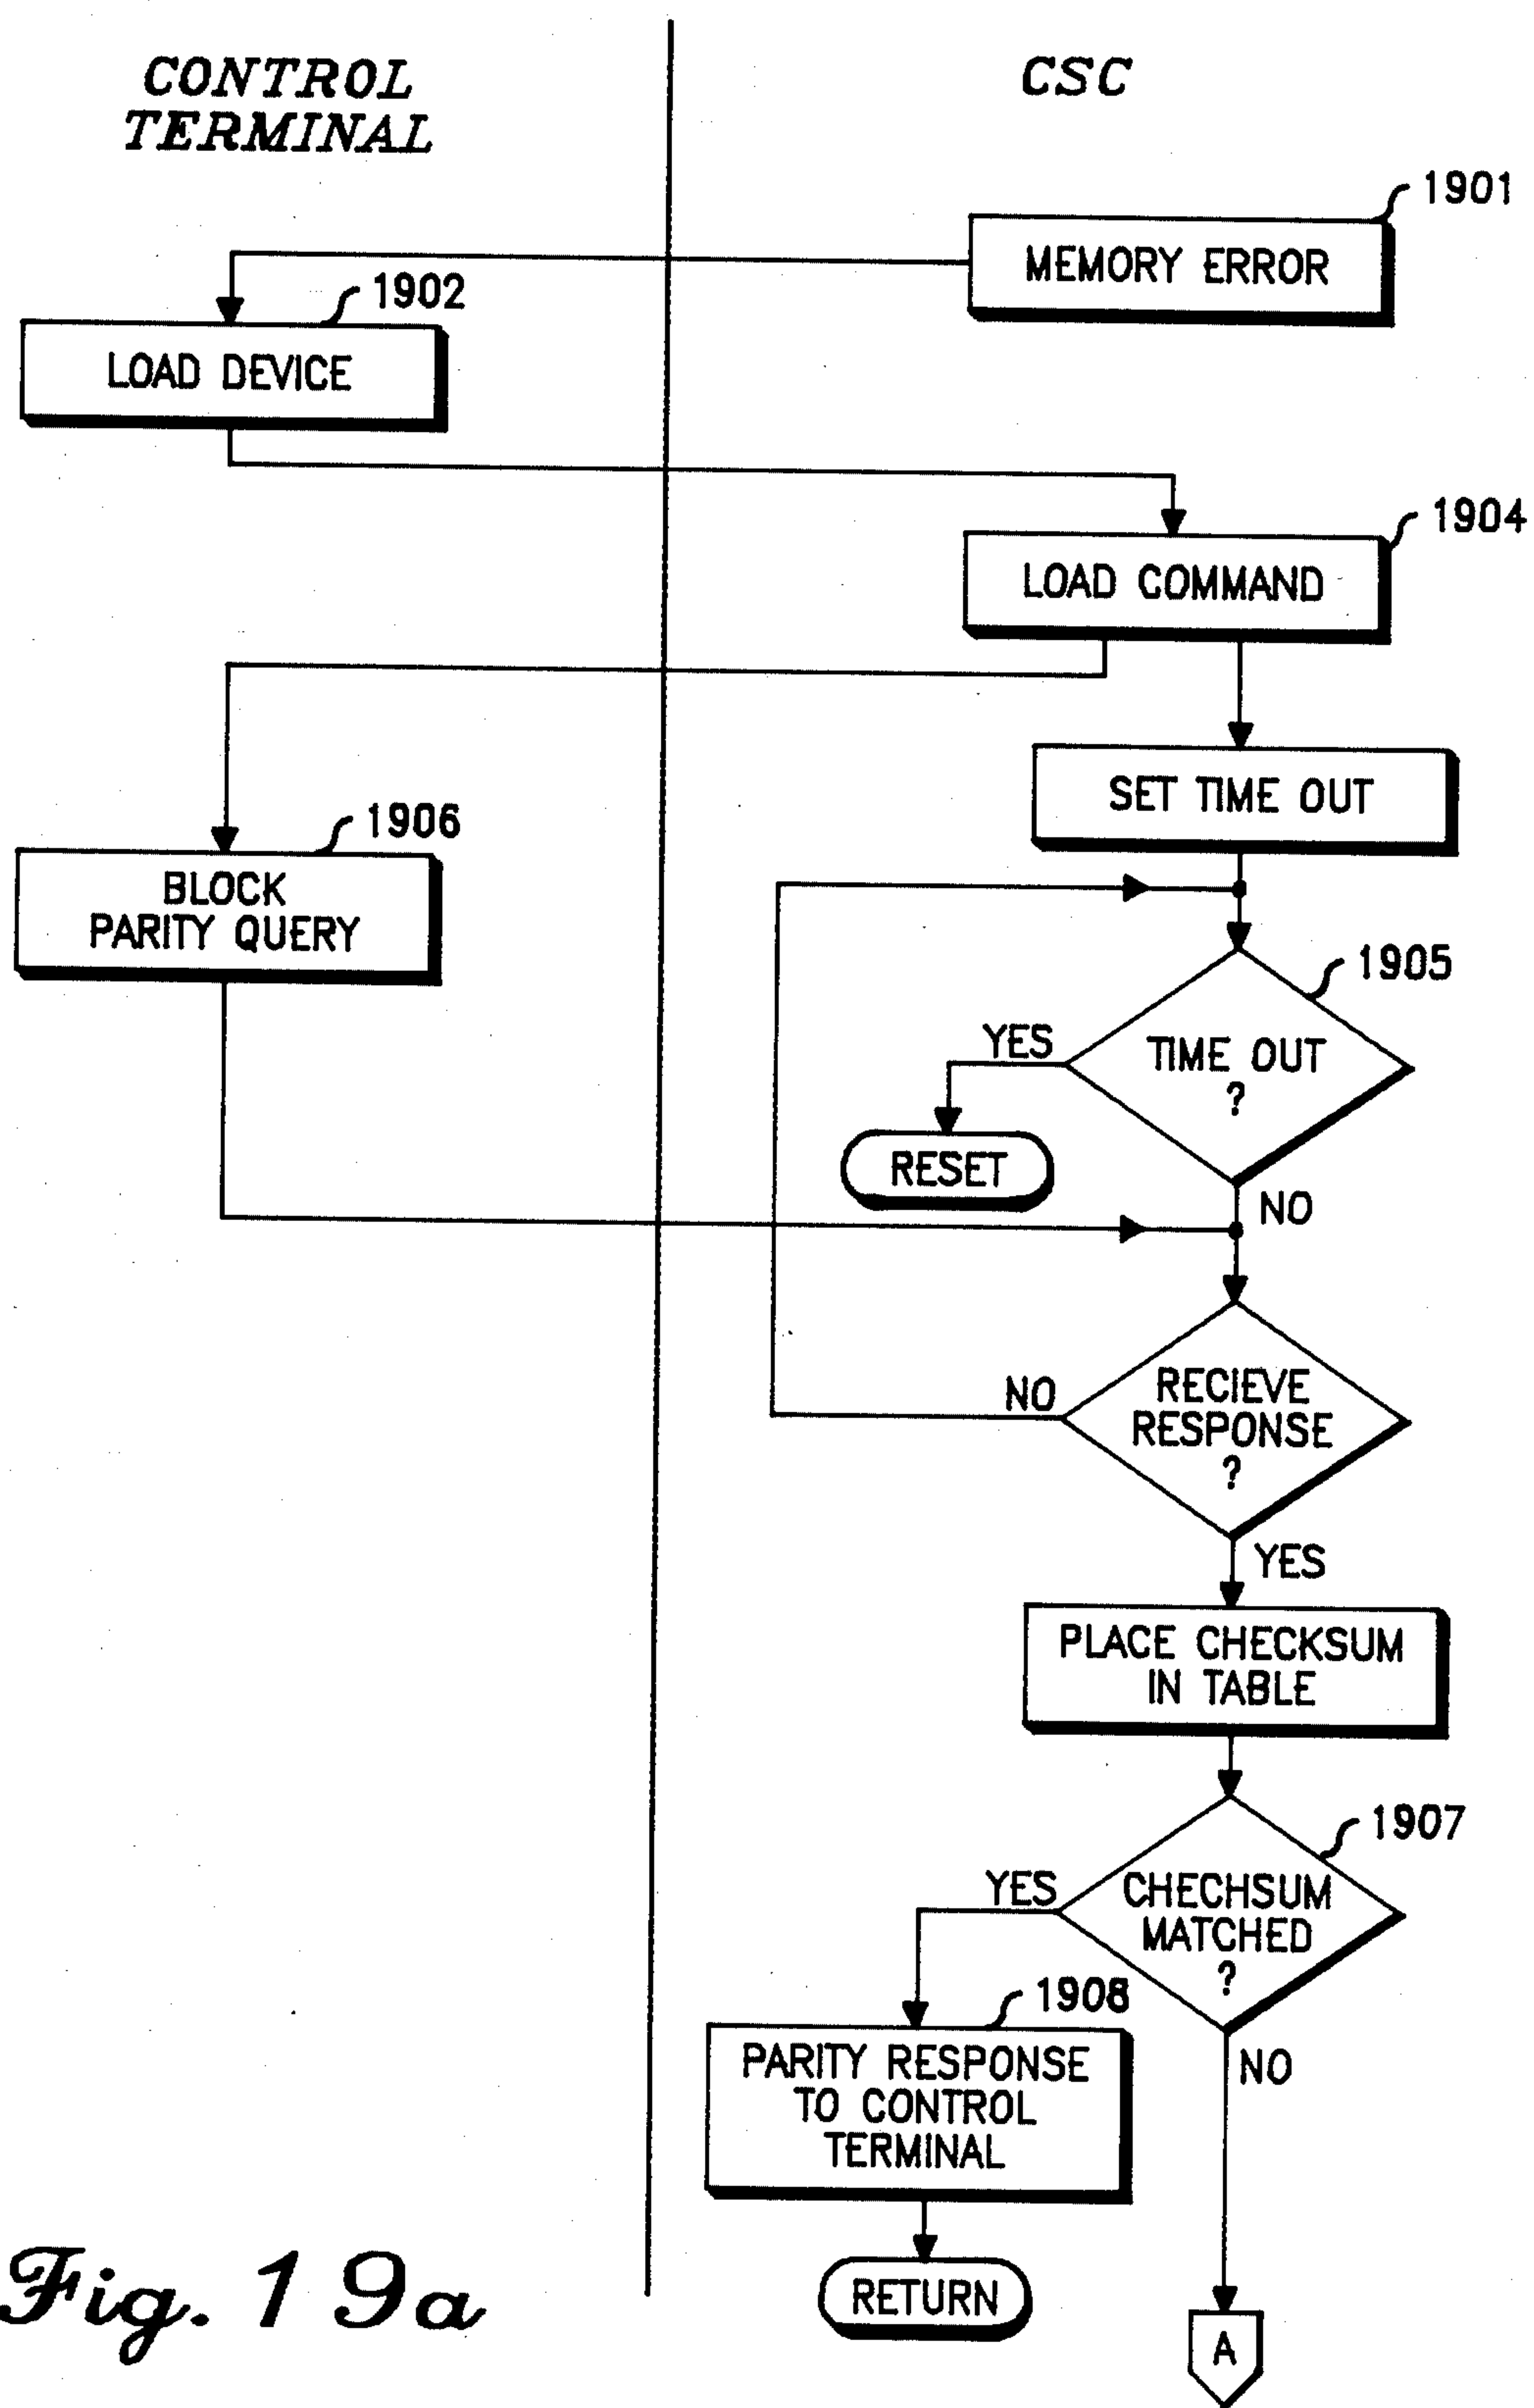 CONTROL
TERMINAL
CSC
1901
MEMORY ERROR
1902
LOAD DEVICE
1904
LOAD COMMAND
SET TIME OUT
1906
BLOCK
PARITY QUERY
1905
TIME OUT
?
YES
RESET
NO
RECIEVE
RESPONSE
?
NO
YES
PLACE CHECKSUM
IN TABLE
1907
CHECHSUM
MATCHED
?
YES
1908
PARITY RESPONSE
TO CONTROL
TERMINAL
NO
RETURN
A
Fig. 19a